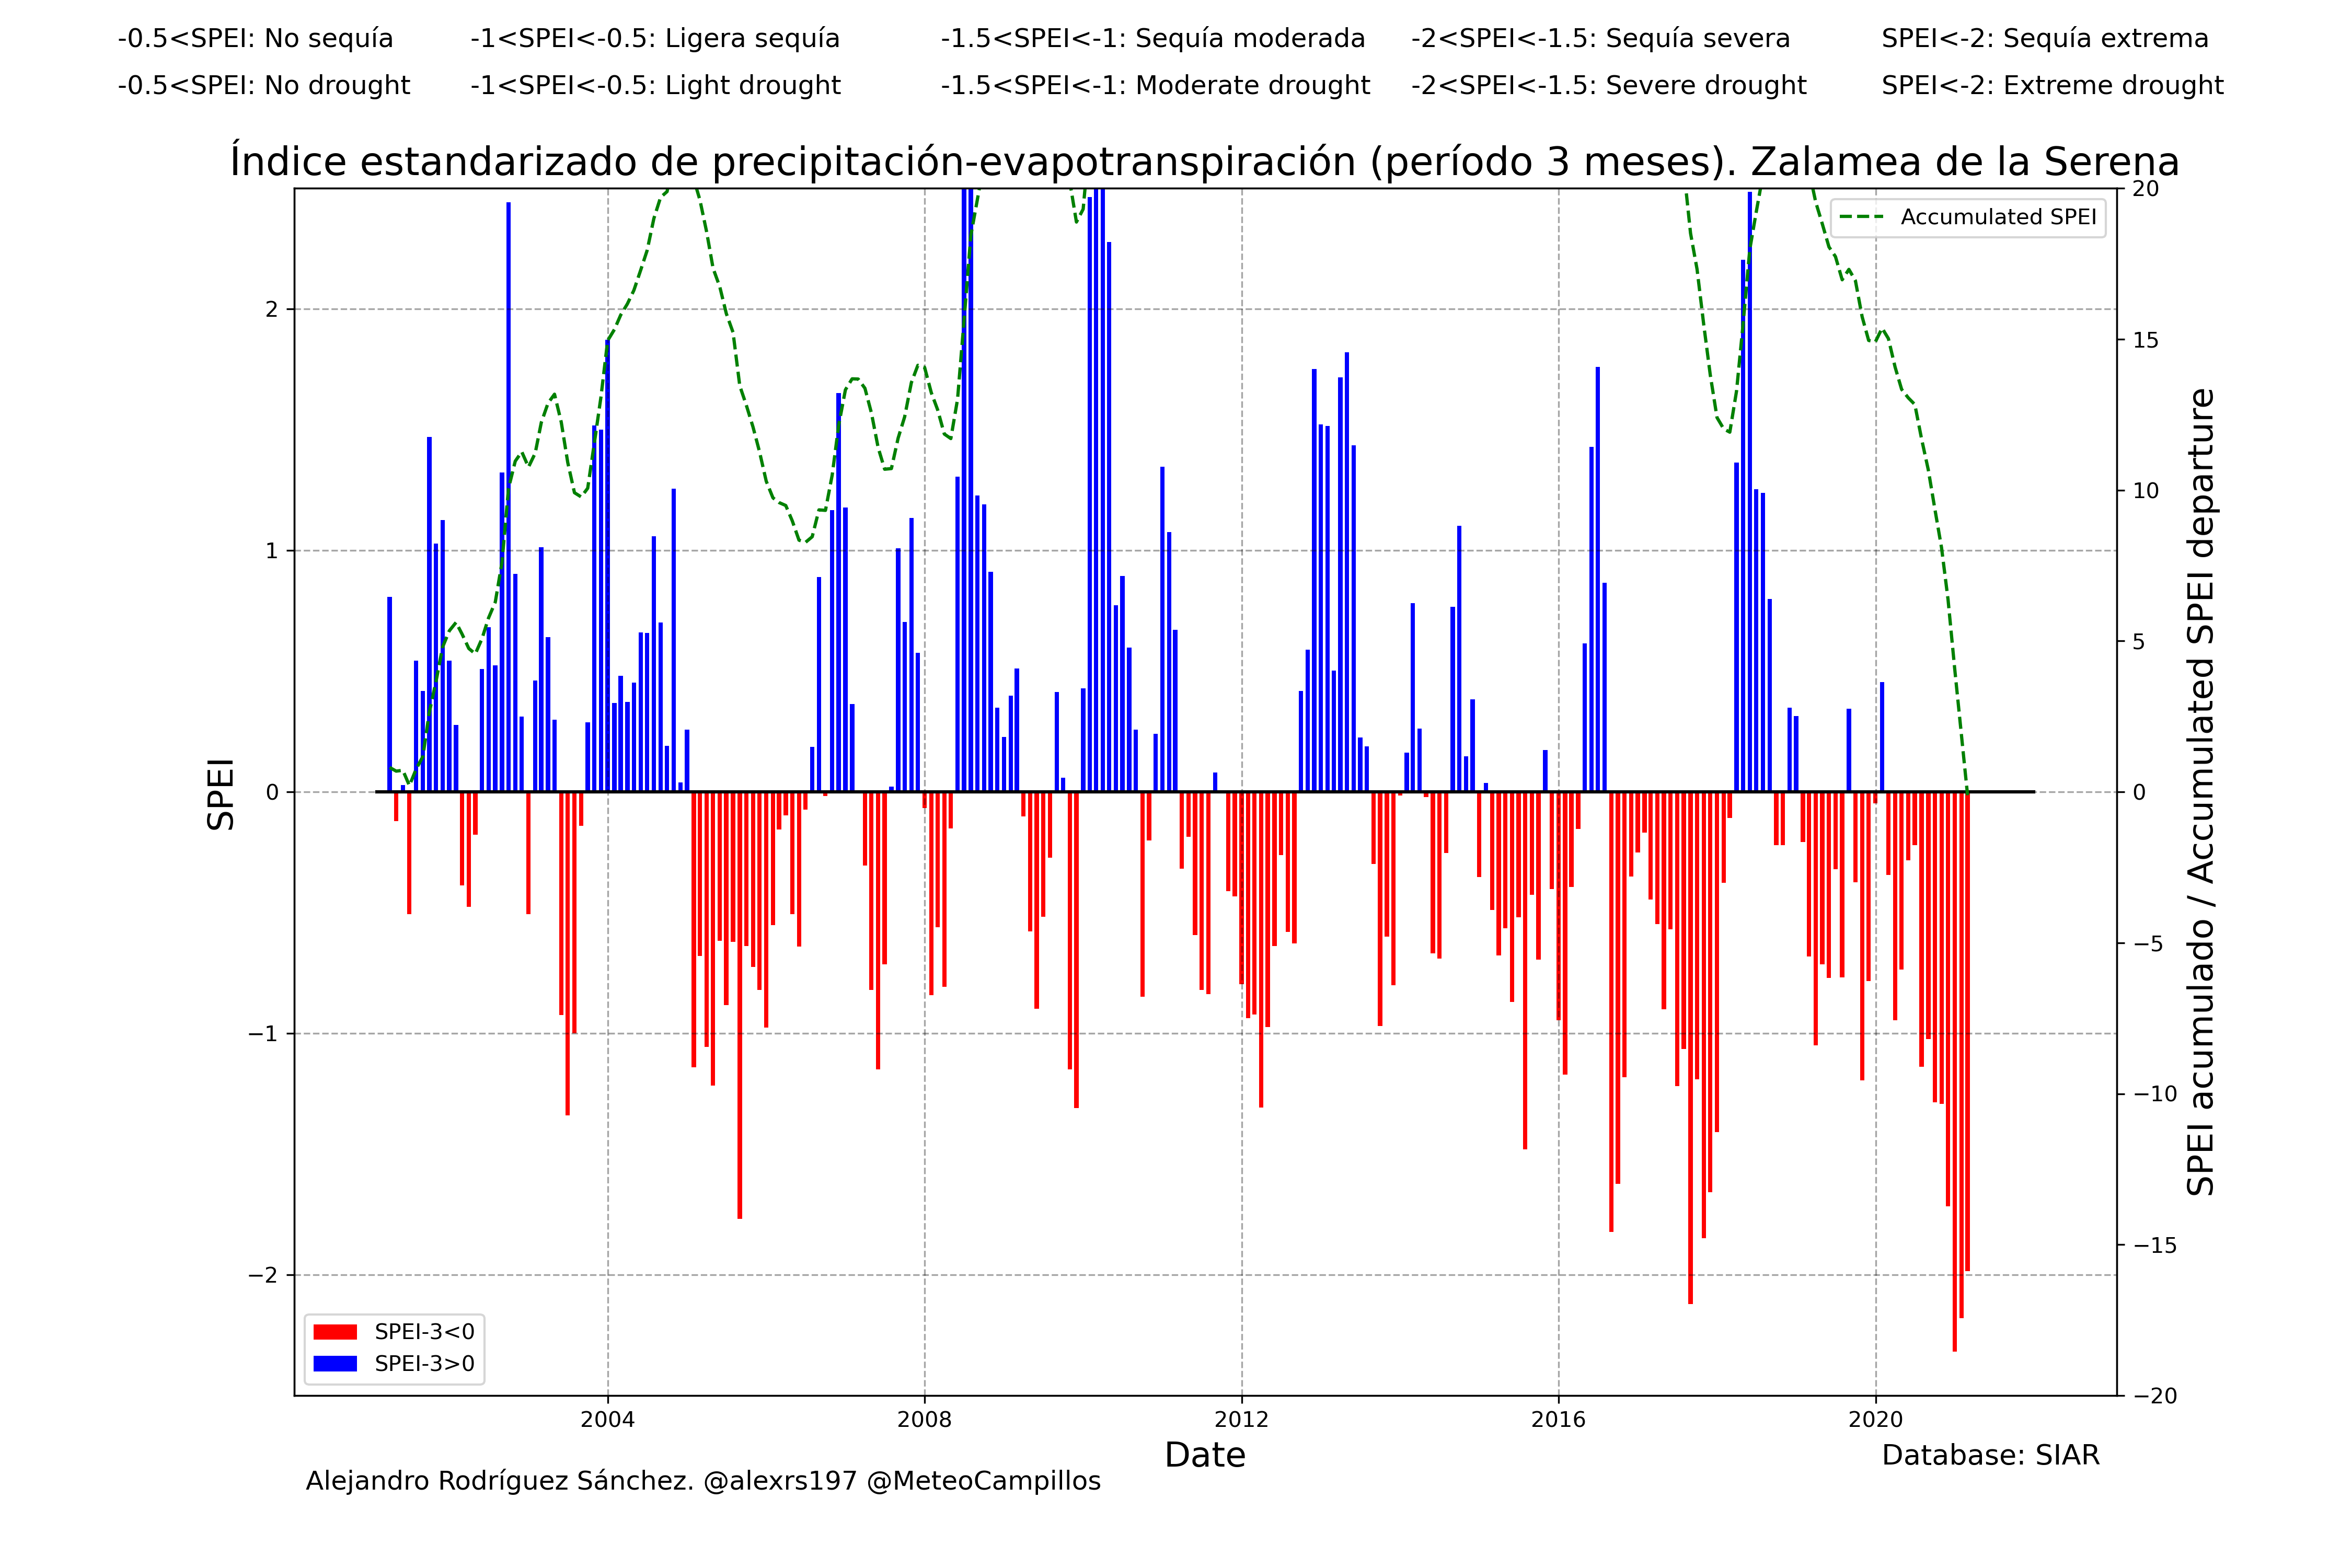 -0.5<SPEI: No sequía -1<SPEI<-0.5: Ligera sequía -1.5<SPEI<-1: Sequía moderada -2<SPEI<-1.5: Sequía severa SPEI<-2: Sequía extrema
-0.5<SPEI: No drought -1<SPEI<-0.5: Light drought -1.5<SPEI<-1: Moderate drought -2<SPEI<-1.5: Severe drought SPEI<-2: Extreme drought
Índice estandarizado de precipitación-evapotranspiración (período 3 meses). Zalamea de la Serena
Accumulated SPEI
SPEI
2
1
0
−1
−2
20
15
10
5
0
−5
−10
−15
−20
SPEI acumulado / Accumulated SPEI departure
SPEI-3<0
SPEI-3>0
2004 2008 2012 2016 2020
Date
Database: SIAR
Alejandro Rodríguez Sánchez. @alexrs197 @MeteoCampillos